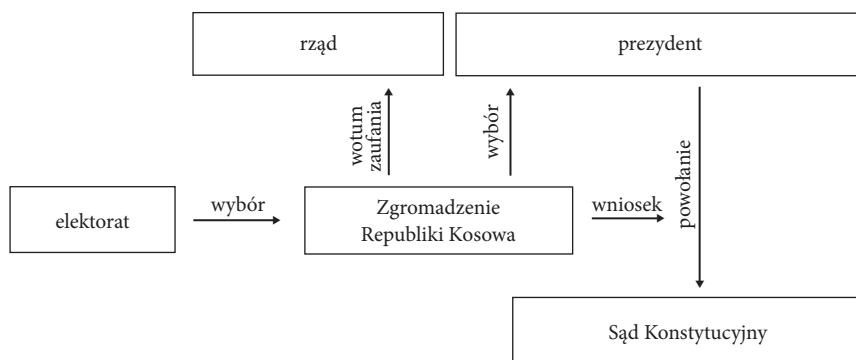 rząd
prezydent
wotum
zaufania
wybór
elektorat
wybór
Zgromadzenie
Republiki Kosowa
wniosek
powołanie
Sąd Konstytucyjny